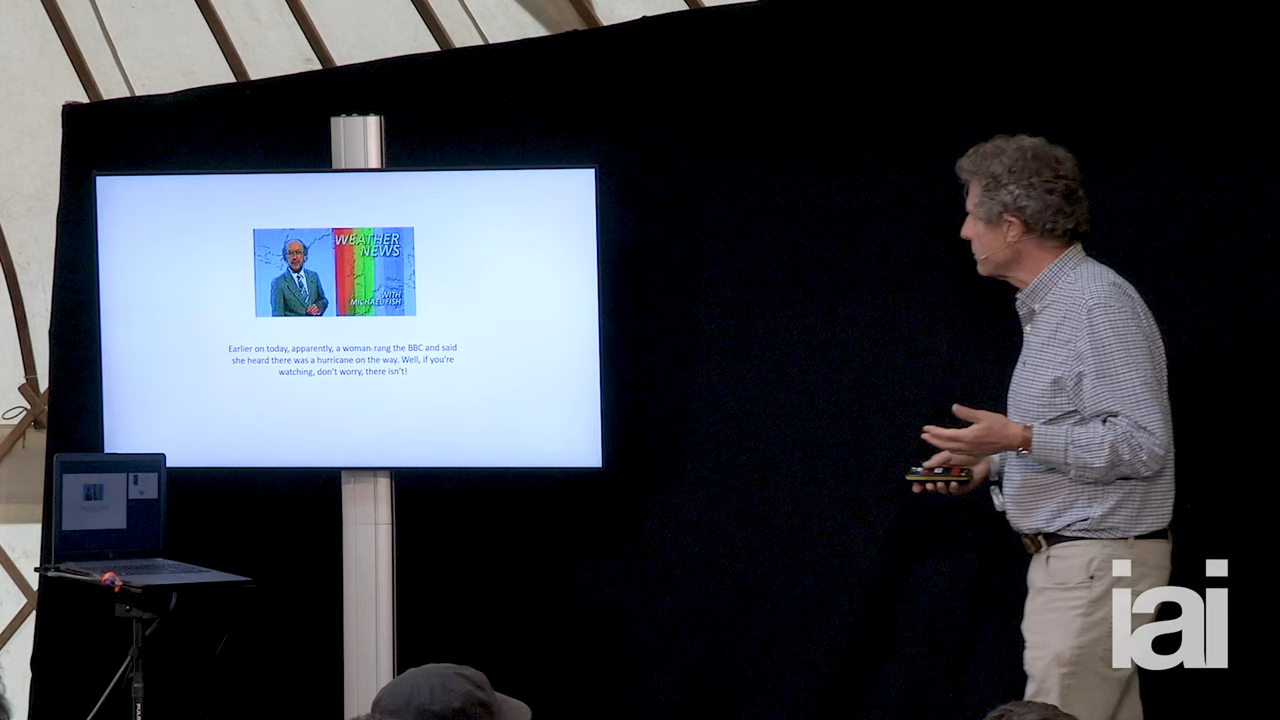 WEATHER
NEWS
WITH
MICHAEL FISH
Earlier on today, apparently, a woman rang the BBC and said
she heard there was a hurricane on the way. Well, if you're
watching, don't worry, there isn't!
iai